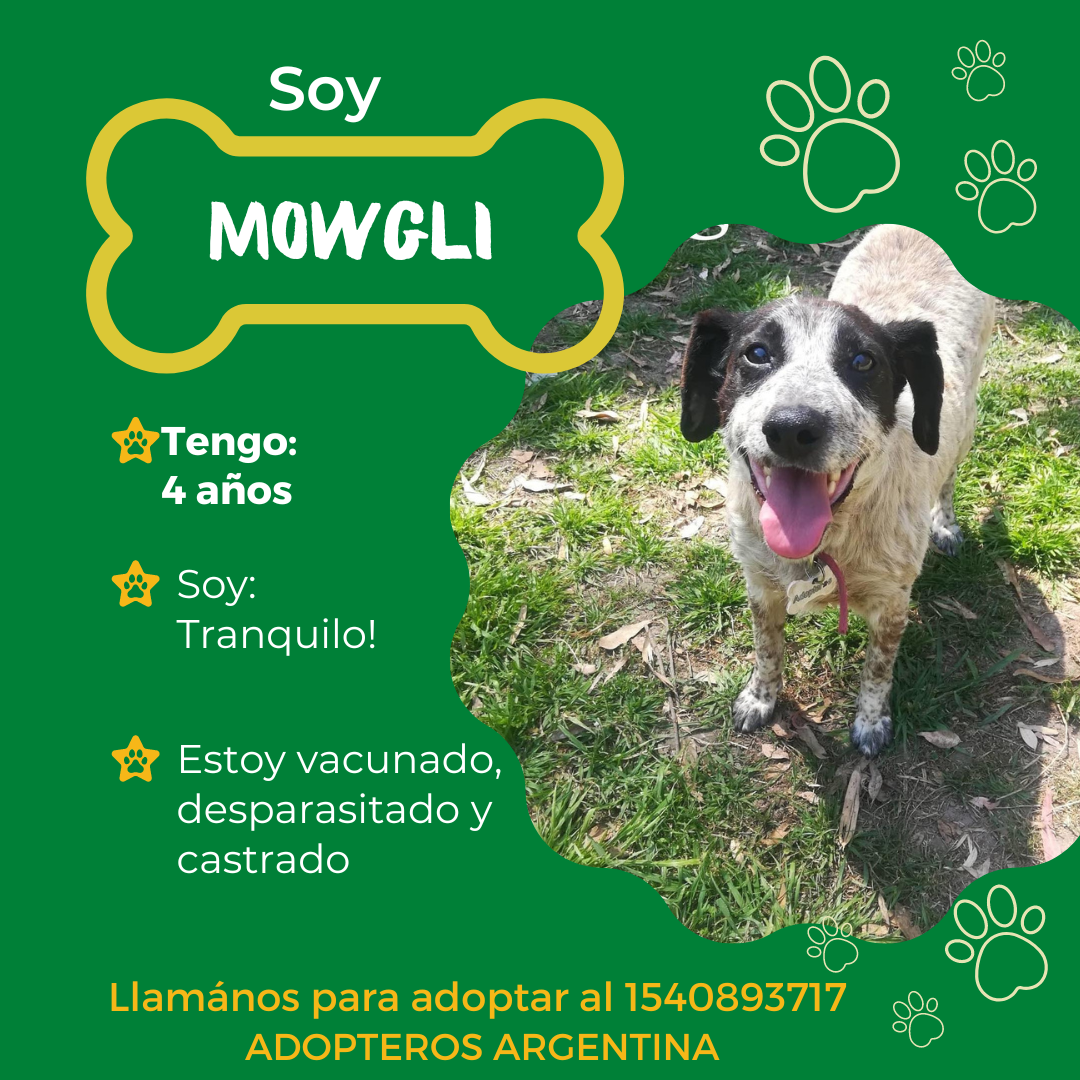 Soy
MOWGLI
Tengo:
4 años
Soy:
Tranquilo!
Estoy vacunado,
desparasitado y
castrado
Llamános para adoptar al 1540893717
ADOPTEROS ARGENTINA